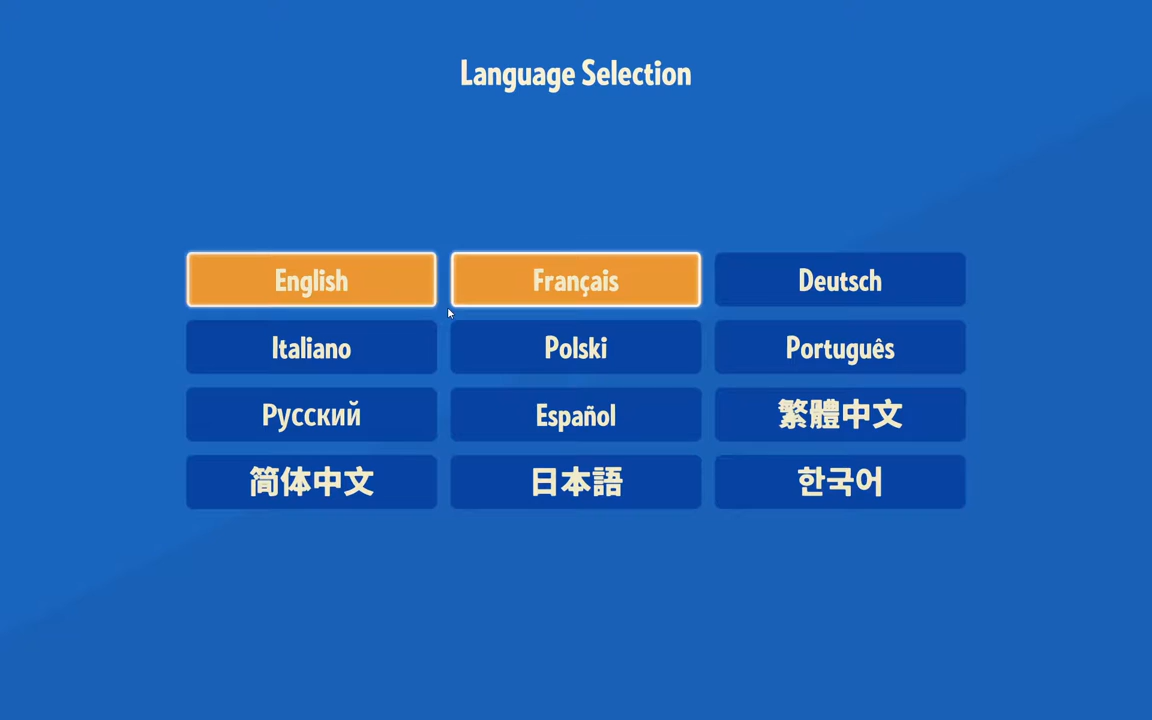 Language Selection
English
Français
Deutsch
Italiano
Polski
Português
Русский
Español
繁體中文
简体中文
日本語
한국어